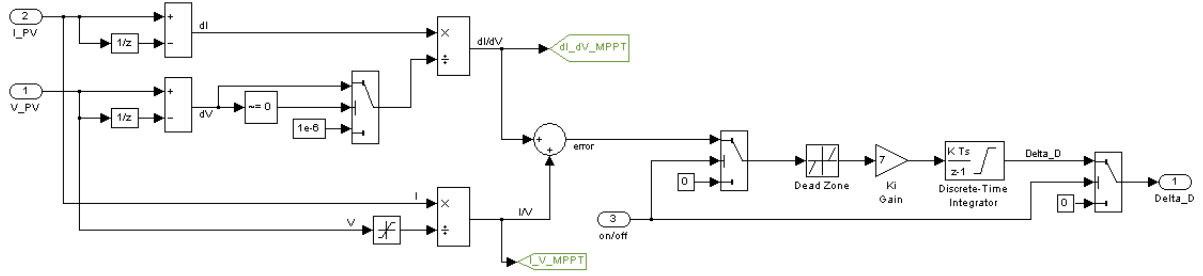 2
I_PV
+
−
1/z
dI
×
÷
dI/dV
dI_dV_MPPT
1
V_PV
+
−
1/z
dV
~= 0
1e-6
+
+
error
0
Dead Zone
7
Ki
Gain
K Ts
z-1
Discrete-Time
Integrator
Delta_D
0
1
Delta_D
I
V
×
÷
I/V
I_V_MPPT
3
on/off